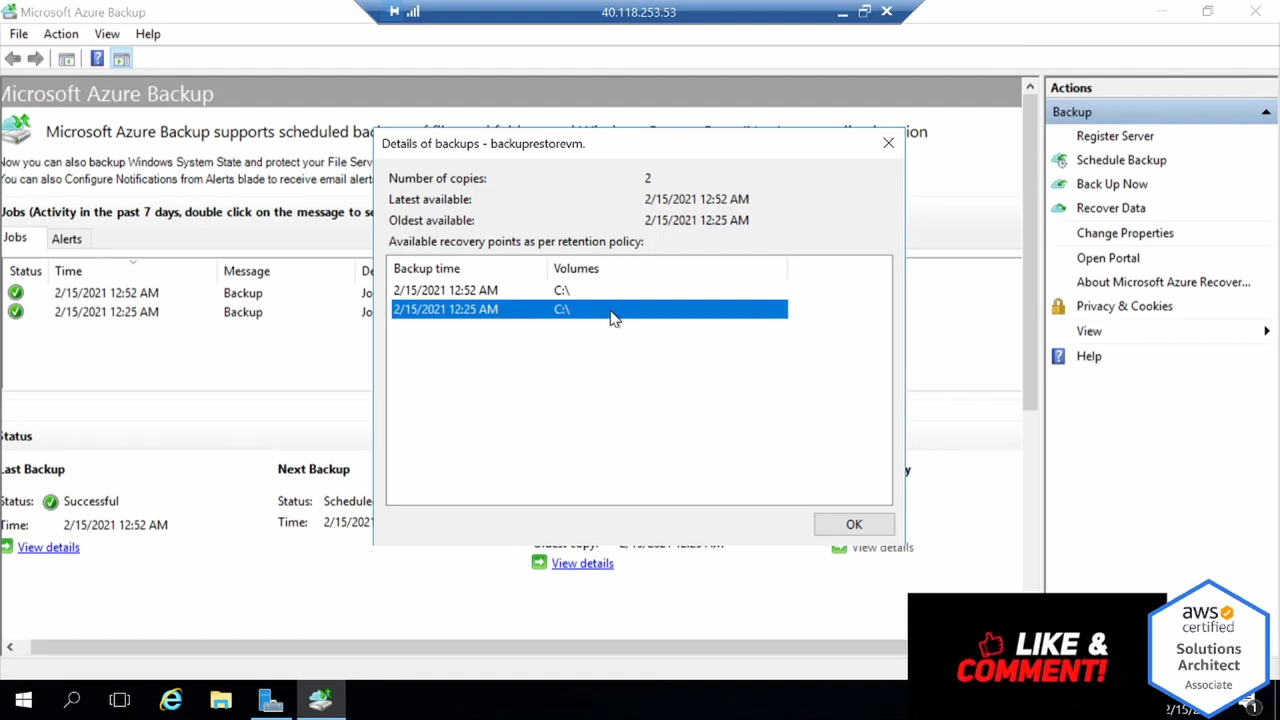 Microsoft Azure Backup
40.118.253.53
File Action View Help
Microsoft Azure Backup
Microsoft Azure Backup supports scheduled
Now you can also backup Windows System State and protect your File
You can also Configure Notifications from Alerts blade to receive email
Jobs (Activity in the past 7 days, double click on the message to
Jobs Alerts
Status Time Message
2/15/2021 12:52 AM Backup
2/15/2021 12:25 AM Backup
Status
Last Backup Next Backup
Status: Successful Status:
Time: 2/15/2021 12:52 AM Time:
View details
View details
View details
Details of backups - backuprestorevm.
Number of copies: 2
Latest available: 2/15/2021 12:52 AM
Oldest available: 2/15/2021 12:25 AM
Available recovery points as per retention policy:
Backup time Volumes
2/15/2021 12:52 AM C:\
2/15/2021 12:25 AM C:\
OK
Actions
Backup
Register Server
Schedule Backup
Back Up Now
Recover Data
Change Properties
Open Portal
About Microsoft Azure Recover...
Privacy & Cookies
View
Help
LIKE &
COMMENT!
aws
certified
Solutions
Architect
Associate
1